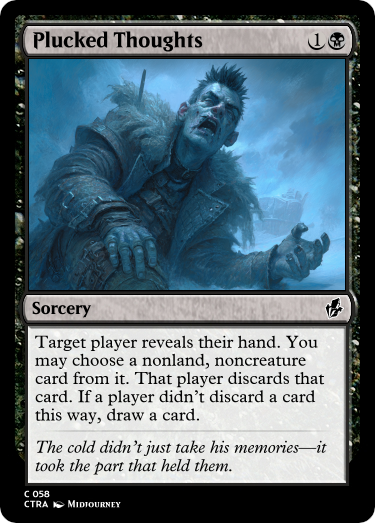 Plucked Thoughts 1
Sorcery
Target player reveals their hand. You
may choose a nonland, noncreature
card from it. That player discards that
card. If a player didn't discard a card
this way, draw a card.
The cold didn't just take his memories—it
took the part that held them.
C 058
CTRA Midjourney